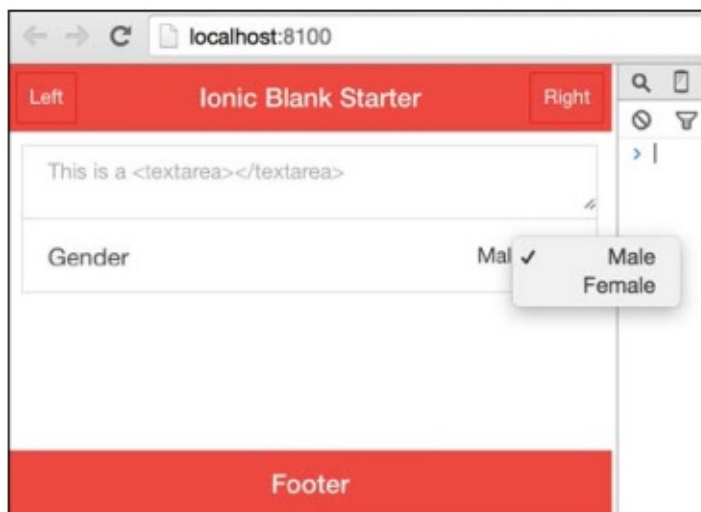 localhost:8100
Left Ionic Blank Starter Right
This is a <textarea></textarea>
Gender Mal ✓ Male
Female
Footer